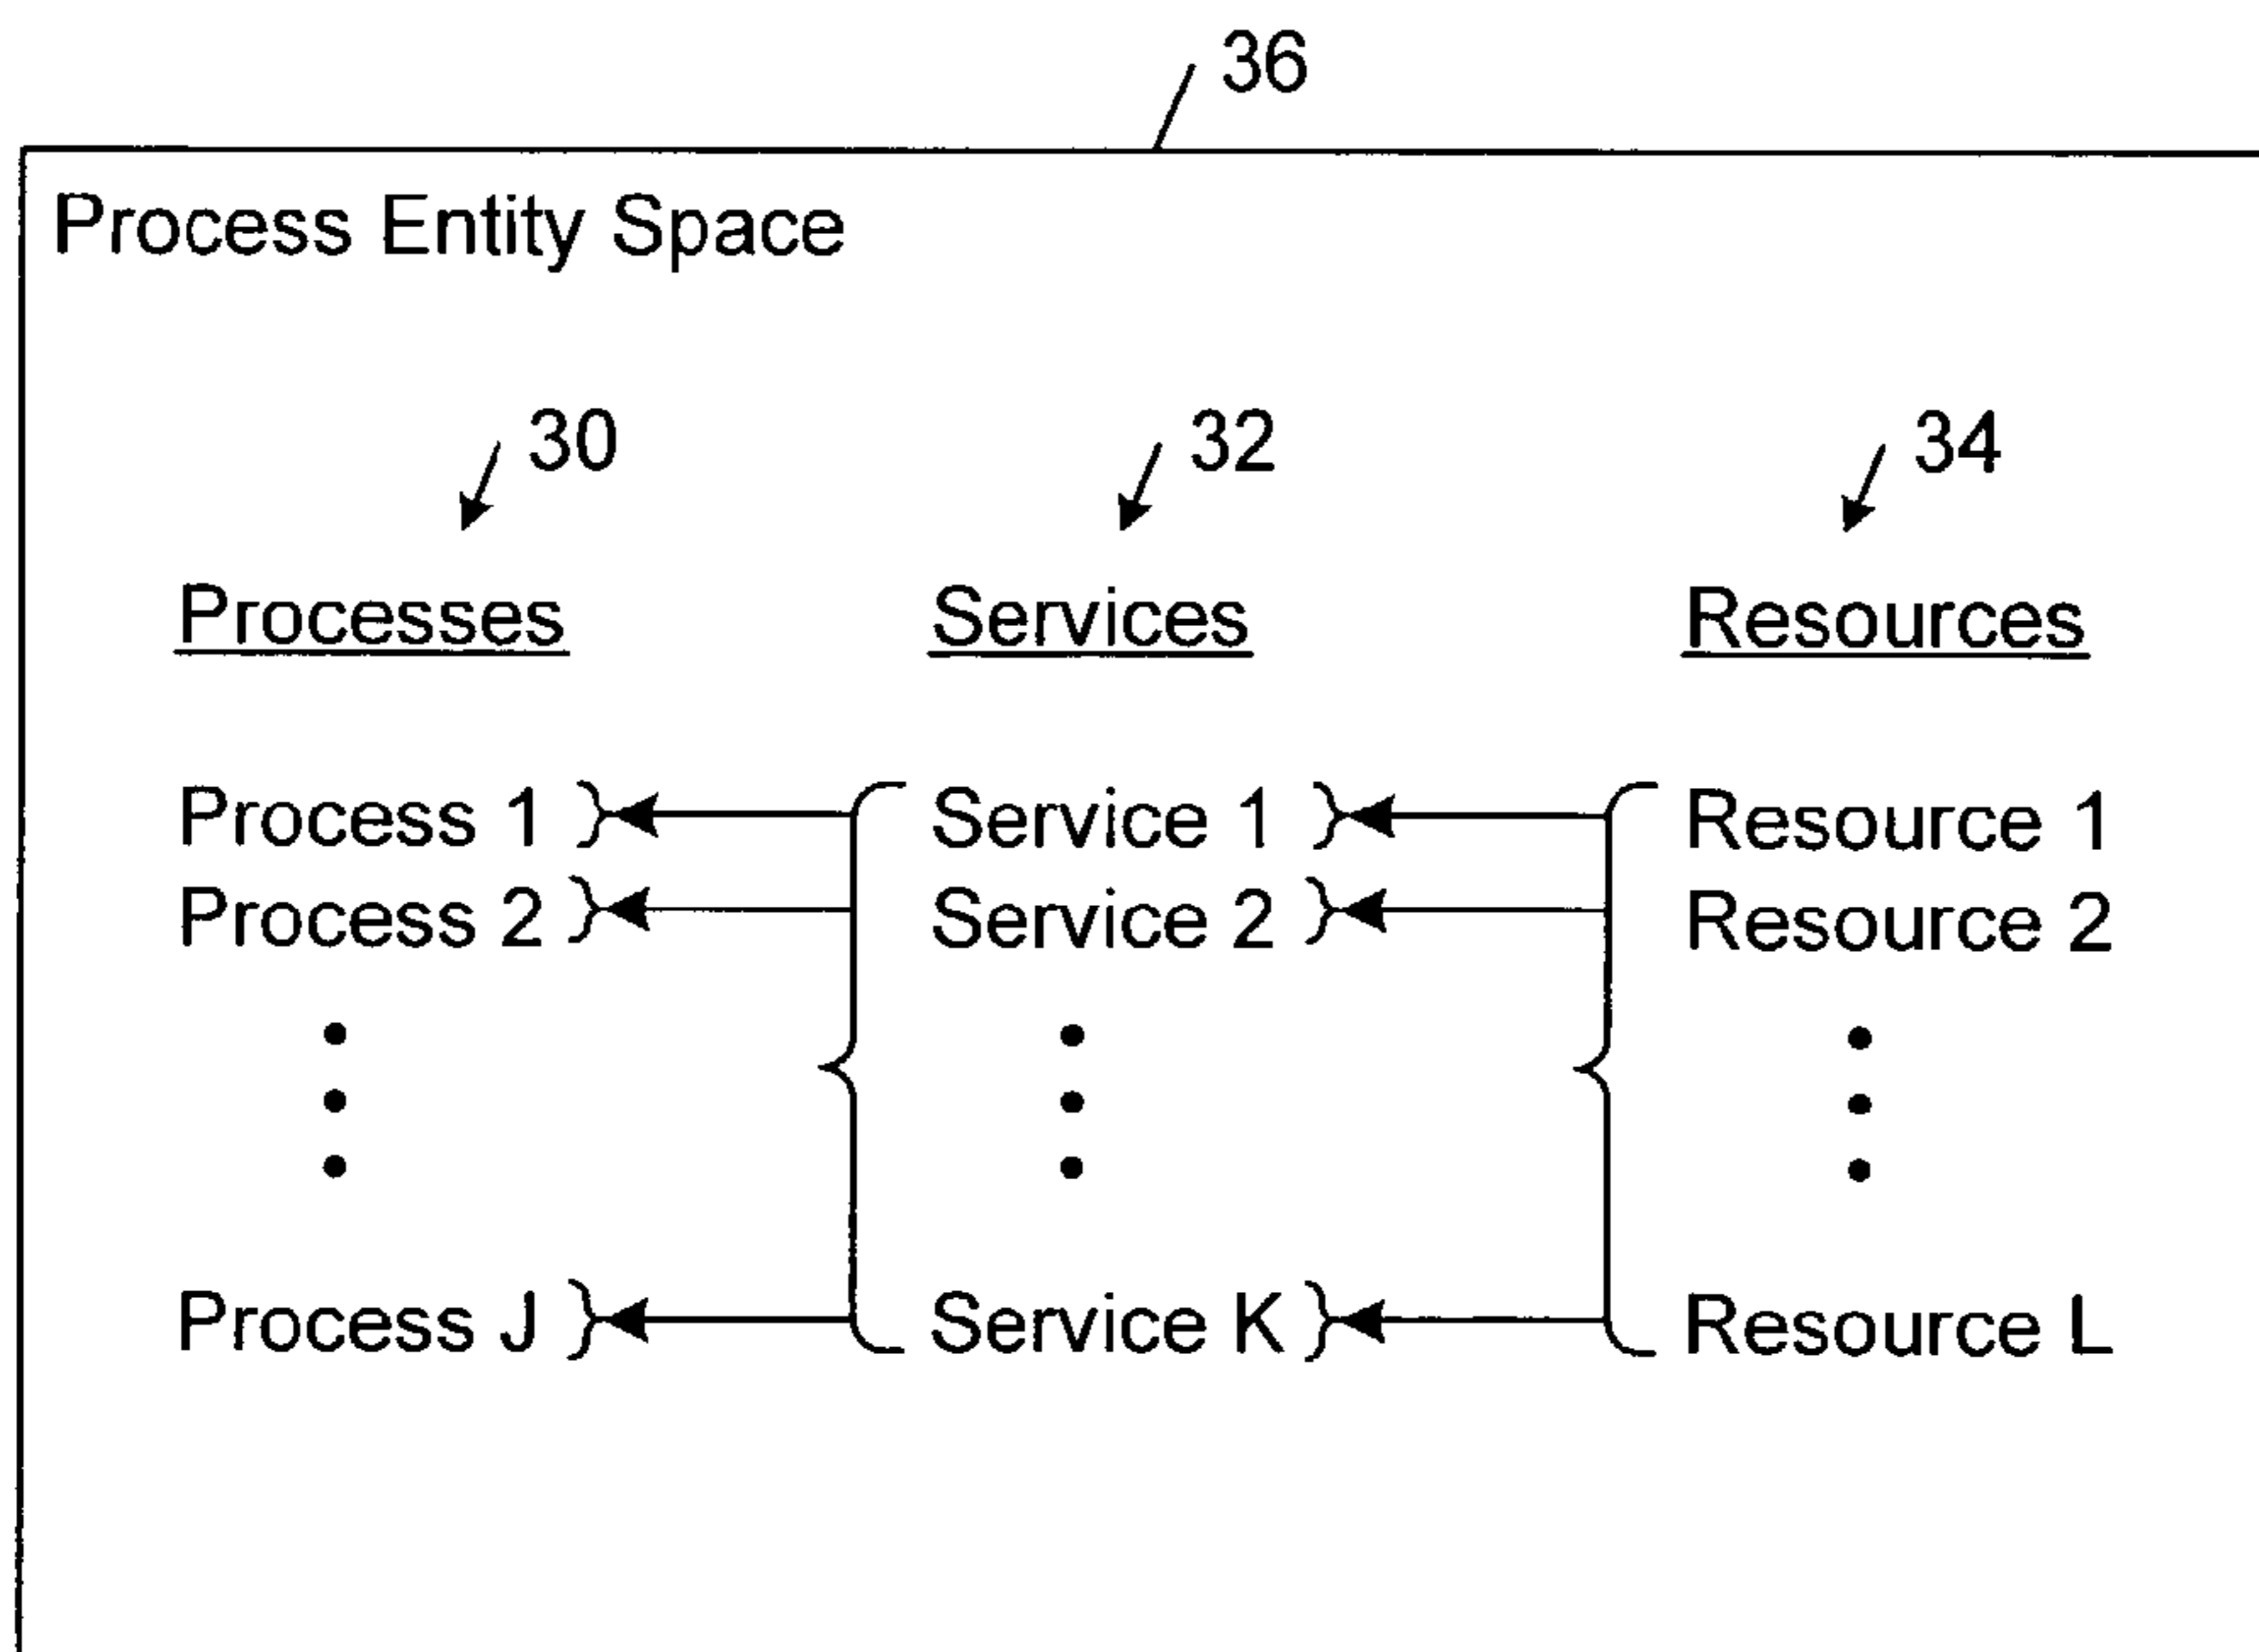 36
Process Entity Space
30 32 34
Processes Services Resources
Process 1 Service 1 Resource 1
Process 2 Service 2 Resource 2
Process J Service K Resource L